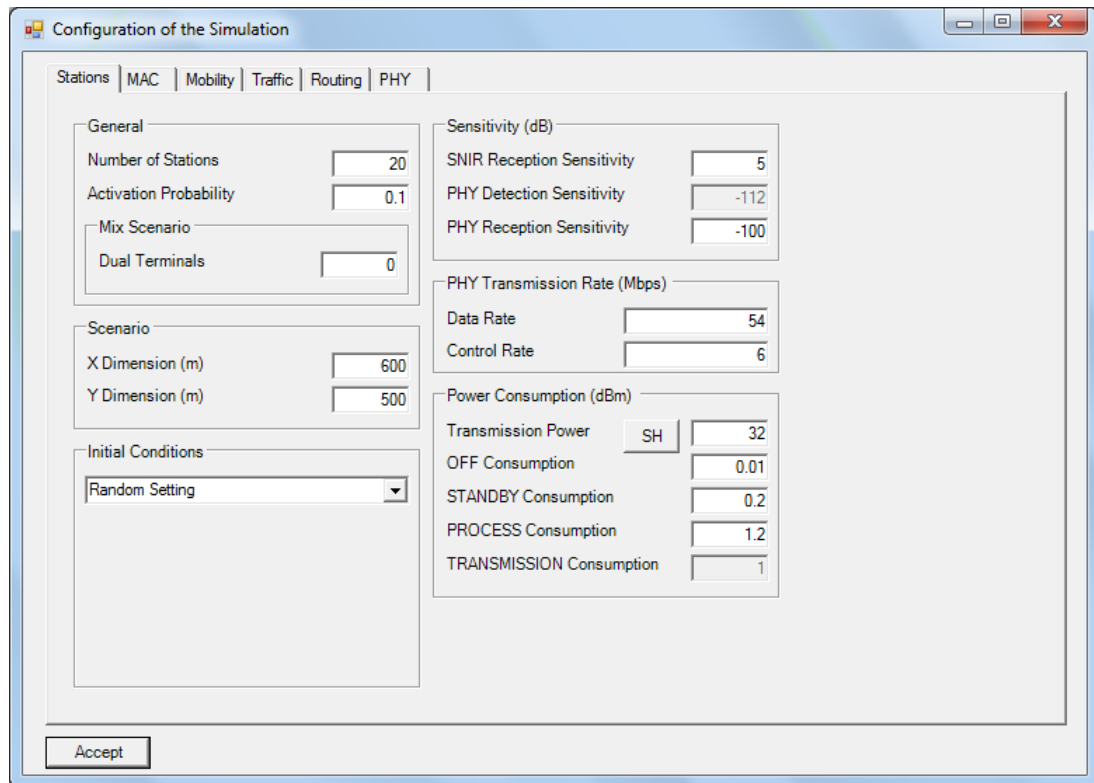 Configuration of the Simulation
Stations MAC Mobility Traffic Routing PHY
General
Number of Stations 20
Activation Probability 0.1
Mix Scenario
Dual Terminals 0
Scenario
X Dimension (m) 600
Y Dimension (m) 500
Initial Conditions
Random Setting
Sensitivity (dB)
SNIR Reception Sensitivity 5
PHY Detection Sensitivity -112
PHY Reception Sensitivity -100
PHY Transmission Rate (Mbps)
Data Rate 54
Control Rate 6
Power Consumption (dBm)
Transmission Power SH 32
OFF Consumption 0.01
STANDBY Consumption 0.2
PROCESS Consumption 1.2
TRANSMISSION Consumption 1
Accept